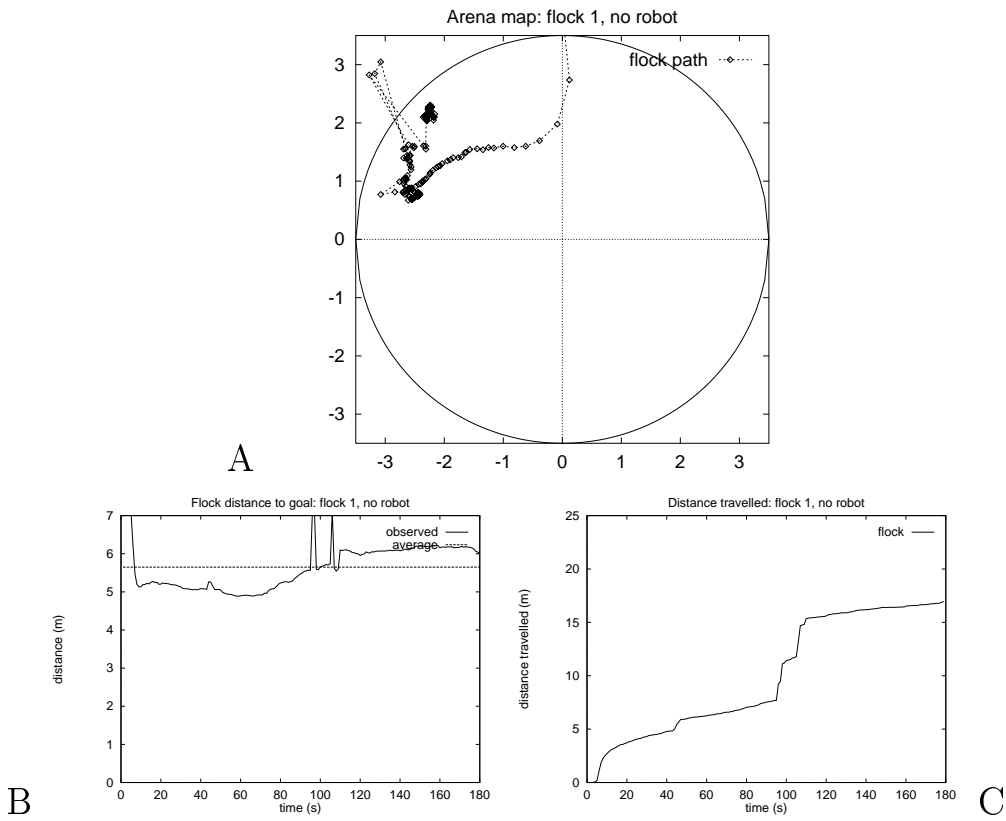 Arena map: flock 1, no robot
flock path
3
2
1
0
-1
-2
-3
-3 -2 -1 0 1 2 3
A
Flock distance to goal: flock 1, no robot
observed
average
distance (m)
7
6
5
4
3
2
1
0
0 20 40 60 80 100 120 140 160 180
time (s)
B
Distance travelled: flock 1, no robot
flock
distance travelled (m)
25
20
15
10
5
0
0 20 40 60 80 100 120 140 160 180
time (s)
C